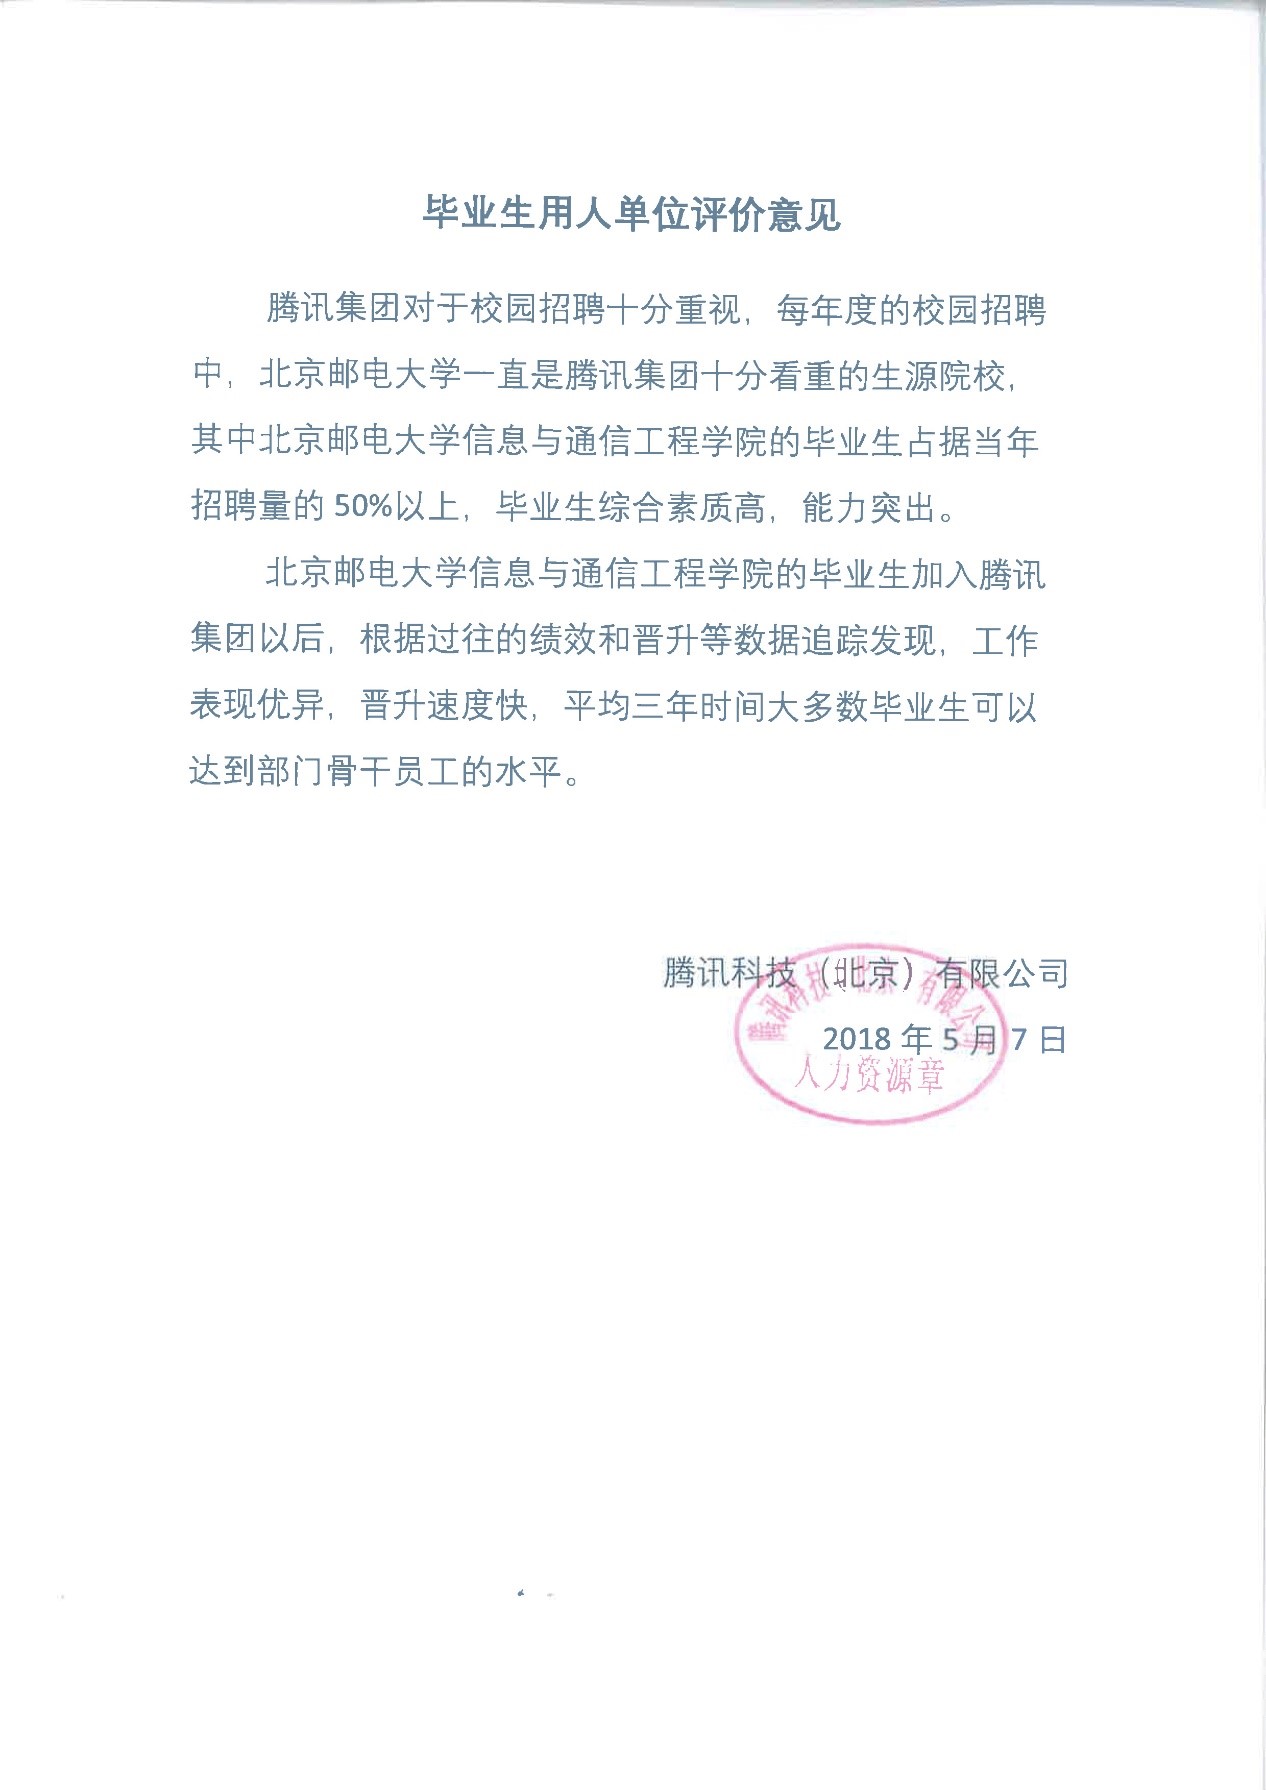 毕业生用人单位评价意见
腾讯集团对于校园招聘十分重视，每年度的校园招聘
中，北京邮电大学一直是腾讯集团十分看重的生源院校，
其中北京邮电大学信息与通信工程学院的毕业生占据当年
招聘量的 50%以上，毕业生综合素质高，能力突出。
北京邮电大学信息与通信工程学院的毕业生加入腾讯
集团以后，根据过往的绩效和晋升等数据追踪发现，工作
表现优异，晋升速度快，平均三年时间大多数毕业生可以
达到部门骨干员工的水平。
腾讯科技（北京）有限公司
2018 年 5 月 7 日
腾讯科技（北京）有限公司
人力资源章